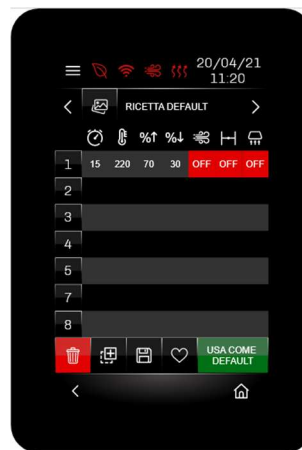 20/04/21
11:20
RICETTA DEFAULT
%↑ %↓
1 15 220 70 30 OFF OFF OFF
2
3
4
5
7
8
USA COME
DEFAULT